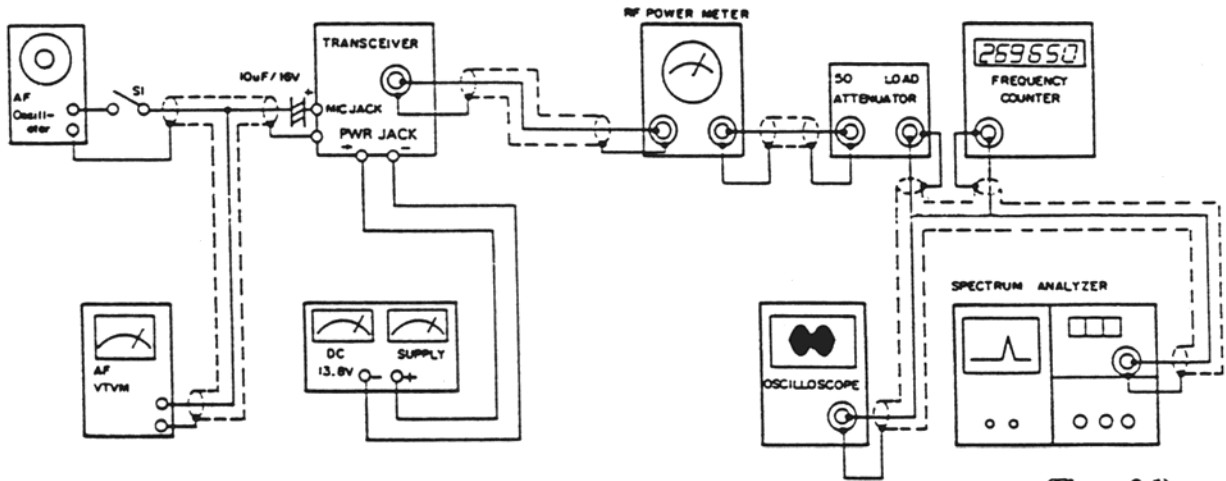 RF POWER METER
TRANSCEIVER
269650
FREQUENCY
COUNTER
50 LOAD
ATTENUATOR
10uF/16V
+
S1
AF
Oscill-
ator
MIC JACK
PWR JACK
+ -
SPECTRUM ANALYZER
AF
VTVM
DC SUPPLY
13.8V - +
OSCILLOSCOPE